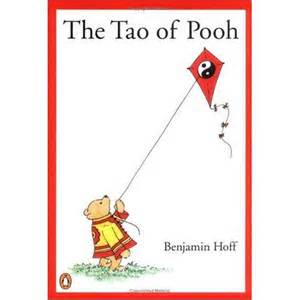 The Tao of Pooh
Benjamin Hoff